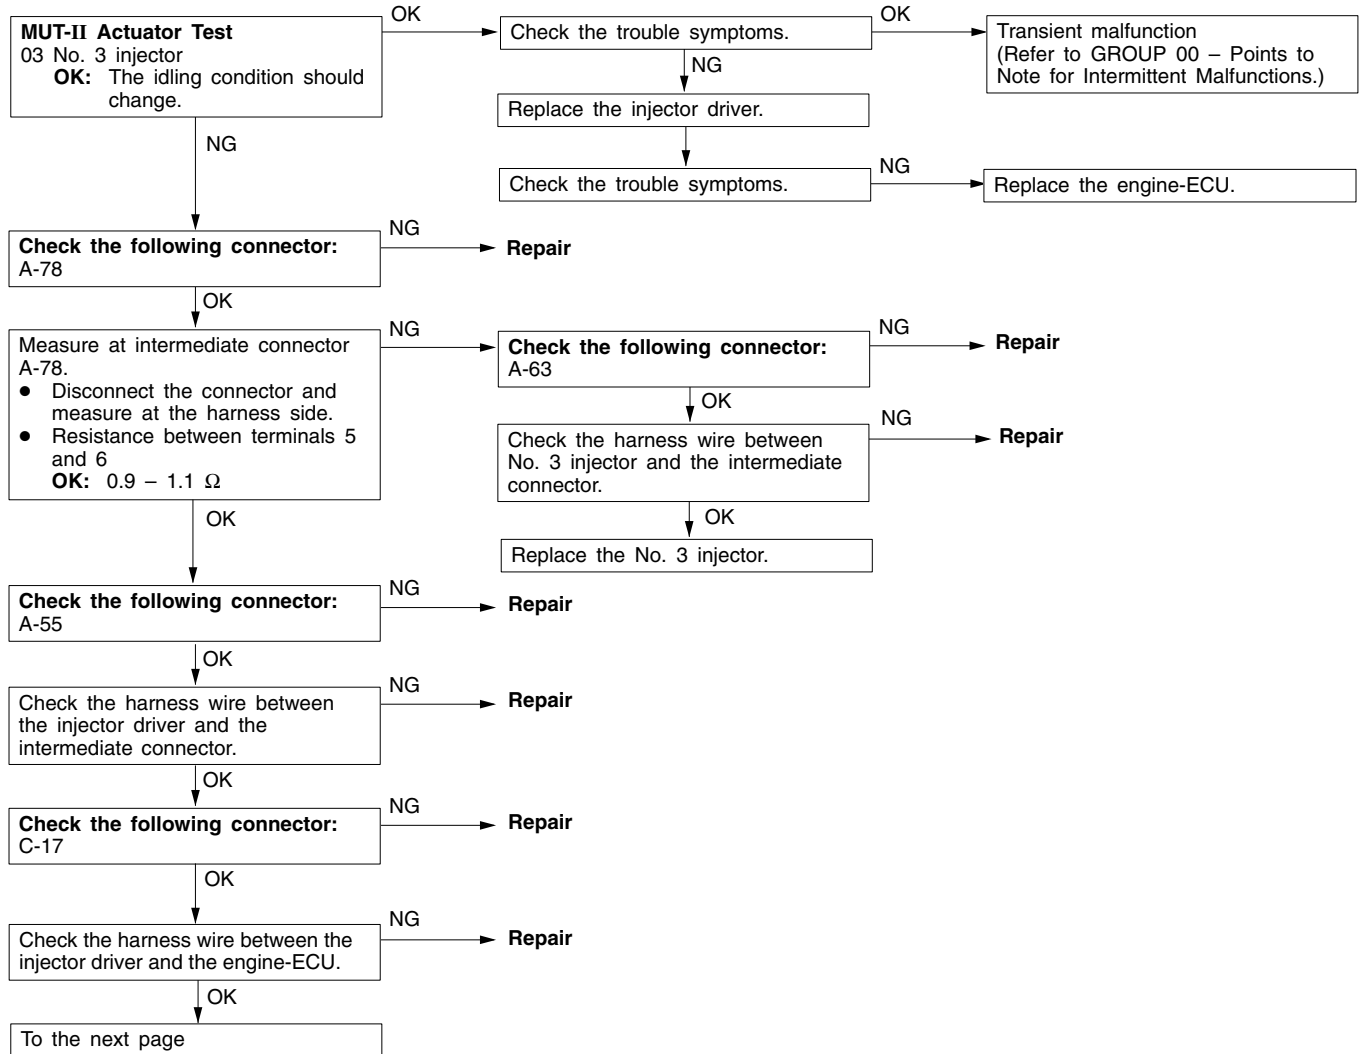 MUT-II Actuator Test
03 No. 3 injector
OK: The idling condition should
change.
OK
Check the trouble symptoms.
OK
Transient malfunction
(Refer to GROUP 00 – Points to
Note for Intermittent Malfunctions.)
NG
Replace the injector driver.
Check the trouble symptoms.
NG
Replace the engine-ECU.
NG
Check the following connector:
A-78
NG
Repair
OK
Measure at intermediate connector
A-78.
● Disconnect the connector and
measure at the harness side.
● Resistance between terminals 5
and 6
OK: 0.9 – 1.1 Ω
NG
Check the following connector:
A-63
NG
Repair
OK
Check the harness wire between
No. 3 injector and the intermediate
connector.
NG
Repair
OK
Replace the No. 3 injector.
OK
Check the following connector:
A-55
NG
Repair
OK
Check the harness wire between
the injector driver and the
intermediate connector.
NG
Repair
OK
Check the following connector:
C-17
NG
Repair
OK
Check the harness wire between the
injector driver and the engine-ECU.
NG
Repair
OK
To the next page